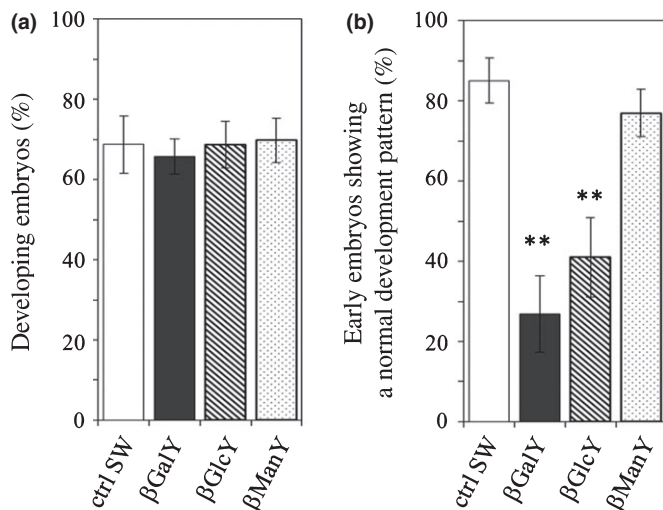 (a)
Developing embryos (%)
100
80
60
40
20
0
ctrl SW
βGalY
βGlcY
βManY
(b)
Early embryos showing
a normal development pattern (%)
100
80
60
40
20
0
**
**
ctrl SW
βGalY
βGlcY
βManY